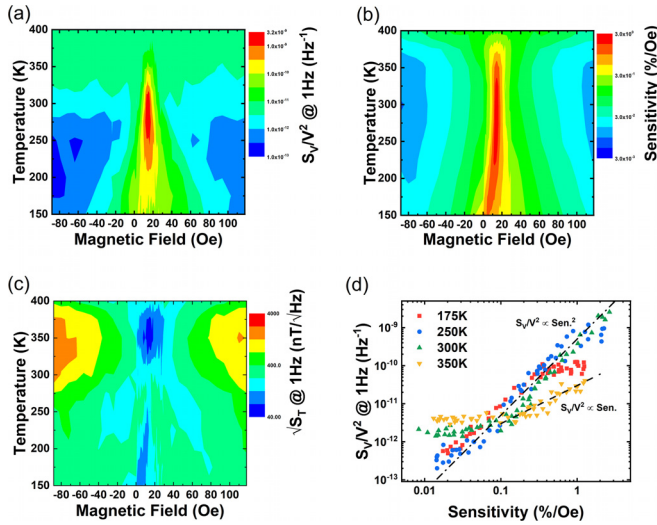 (a)
400
350
300
250
200
150
Temperature (K)
-80 -60 -40 -20 0 20 40 60 80 100
Magnetic Field (Oe)
3.2x10⁻⁹
1.0x10⁻⁹
1.0x10⁻¹⁰
1.0x10⁻¹¹
1.0x10⁻¹²
1.0x10⁻¹³
Sᵥ/V² @ 1Hz (Hz⁻¹)
(b)
400
350
300
250
200
150
Temperature (K)
-80 -60 -40 -20 0 20 40 60 80 100
Magnetic Field (Oe)
3.0x10⁰
3.0x10⁻¹
3.0x10⁻²
3.0x10⁻³
Sensitivity (%/Oe)
(c)
400
350
300
250
200
150
Temperature (K)
-80 -60 -40 -20 0 20 40 60 80 100
Magnetic Field (Oe)
4000
400.0
40.00
√Sᴛ @ 1Hz (nT/√Hz)
(d)
10⁻⁹
10⁻¹⁰
10⁻¹¹
10⁻¹²
10⁻¹³
Sᵥ/V² @ 1Hz (Hz⁻¹)
175K
250K
300K
350K
Sᵥ/V² ∝ Sen.²
Sᵥ/V² ∝ Sen.
0.01 0.1 1
Sensitivity (%/Oe)